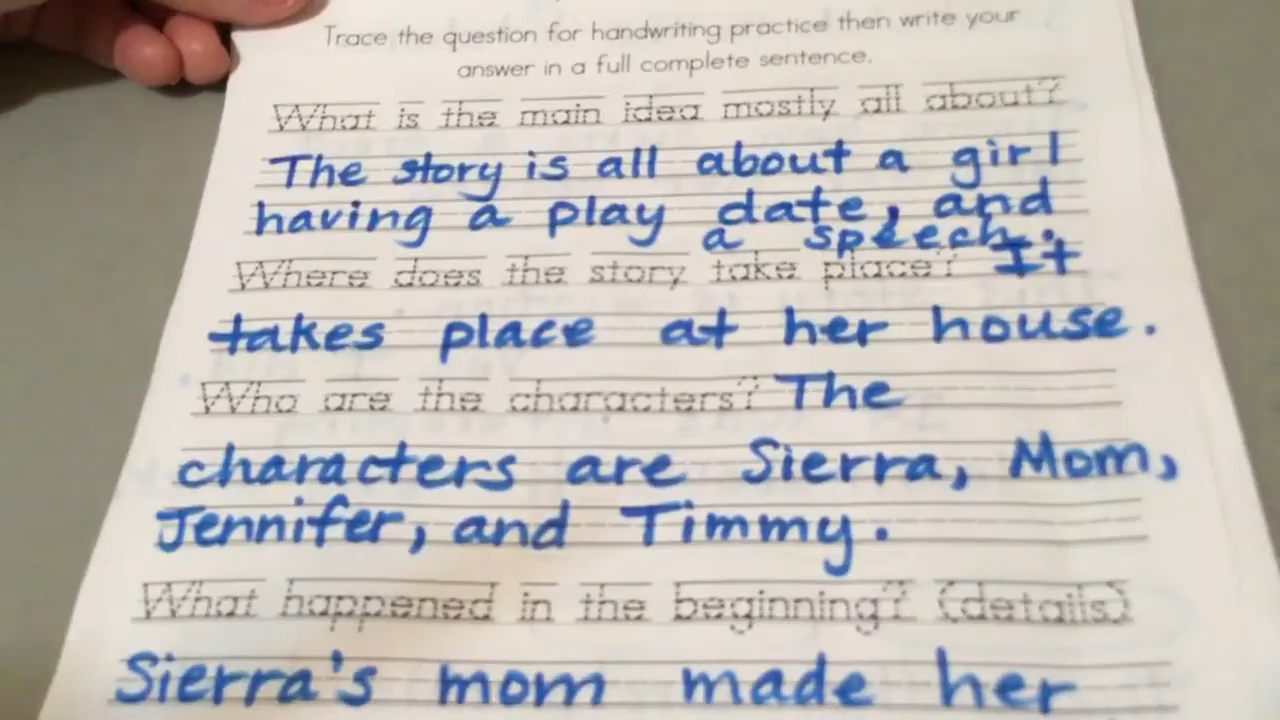 Trace the question for handwriting practice then write your
answer in a full complete sentence.
What is the main idea mostly all about?
The story is all about a girl
having a play date, and
a speech.
Where does the story take place? It
takes place at her house.
Who are the characters? The
characters are Sierra, Mom,
Jennifer, and Timmy.
What happened in the beginning? (details)
Sierra's mom made her